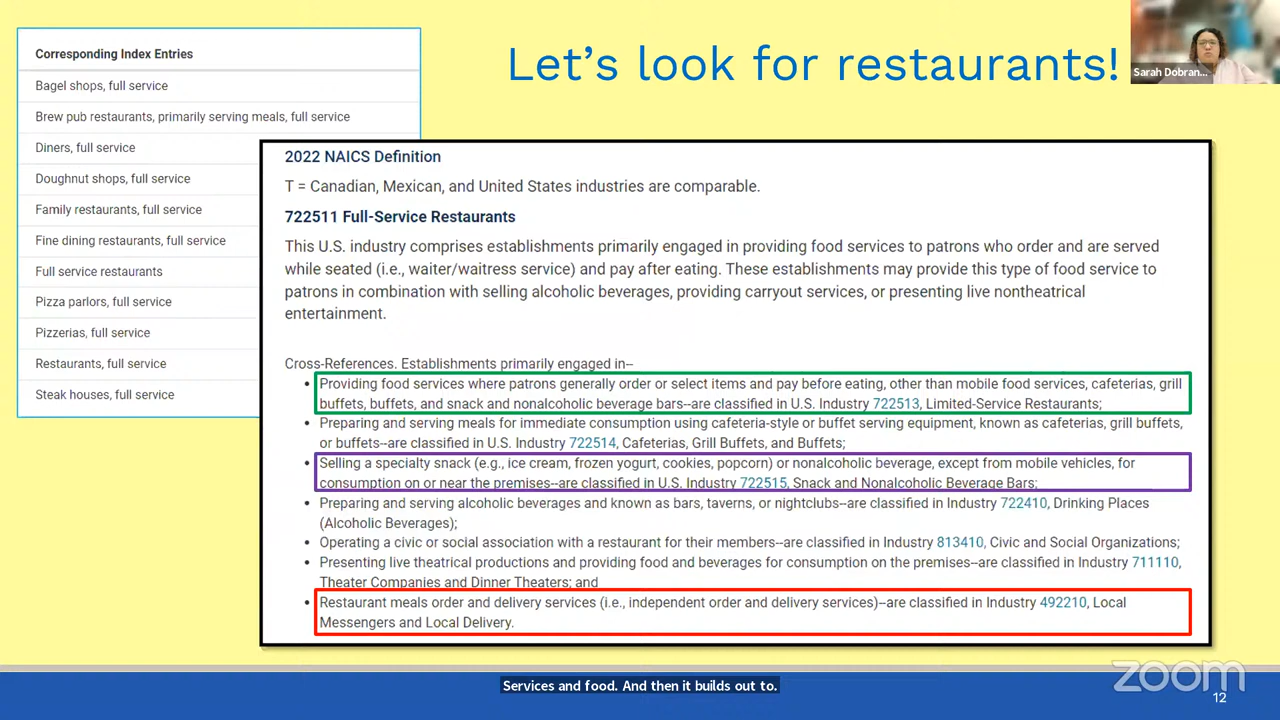 Let's look for restaurants!
Sarah Dobran...
Corresponding Index Entries
Bagel shops, full service
Brew pub restaurants, primarily serving meals, full service
Diners, full service
Doughnut shops, full service
Family restaurants, full service
Fine dining restaurants, full service
Full service restaurants
Pizza parlors, full service
Pizzerias, full service
Restaurants, full service
Steak houses, full service
2022 NAICS Definition
T = Canadian, Mexican, and United States industries are comparable.
722511 Full-Service Restaurants
This U.S. industry comprises establishments primarily engaged in providing food services to patrons who order and are served
while seated (i.e., waiter/waitress service) and pay after eating. These establishments may provide this type of food service to
patrons in combination with selling alcoholic beverages, providing carryout services, or presenting live nontheatrical
entertainment.
Cross-References. Establishments primarily engaged in--
• Providing food services where patrons generally order or select items and pay before eating, other than mobile food services, cafeterias, grill
buffets, buffets, and snack and nonalcoholic beverage bars--are classified in U.S. Industry 722513, Limited-Service Restaurants;
• Preparing and serving meals for immediate consumption using cafeteria-style or buffet serving equipment, known as cafeterias, grill buffets,
or buffets--are classified in U.S. Industry 722514, Cafeterias, Grill Buffets, and Buffets;
• Selling a specialty snack (e.g., ice cream, frozen yogurt, cookies, popcorn) or nonalcoholic beverage, except from mobile vehicles, for
consumption on or near the premises--are classified in U.S. Industry 722515, Snack and Nonalcoholic Beverage Bars;
• Preparing and serving alcoholic beverages and known as bars, taverns, or nightclubs--are classified in Industry 722410, Drinking Places
(Alcoholic Beverages);
• Operating a civic or social association with a restaurant for their members--are classified in Industry 813410, Civic and Social Organizations;
• Presenting live theatrical productions and providing food and beverages for consumption on the premises--are classified in Industry 711110,
Theater Companies and Dinner Theaters; and
• Restaurant meals order and delivery services (i.e., independent order and delivery services)--are classified in Industry 492210, Local
Messengers and Local Delivery.
Services and food. And then it builds out to.
zoom
12